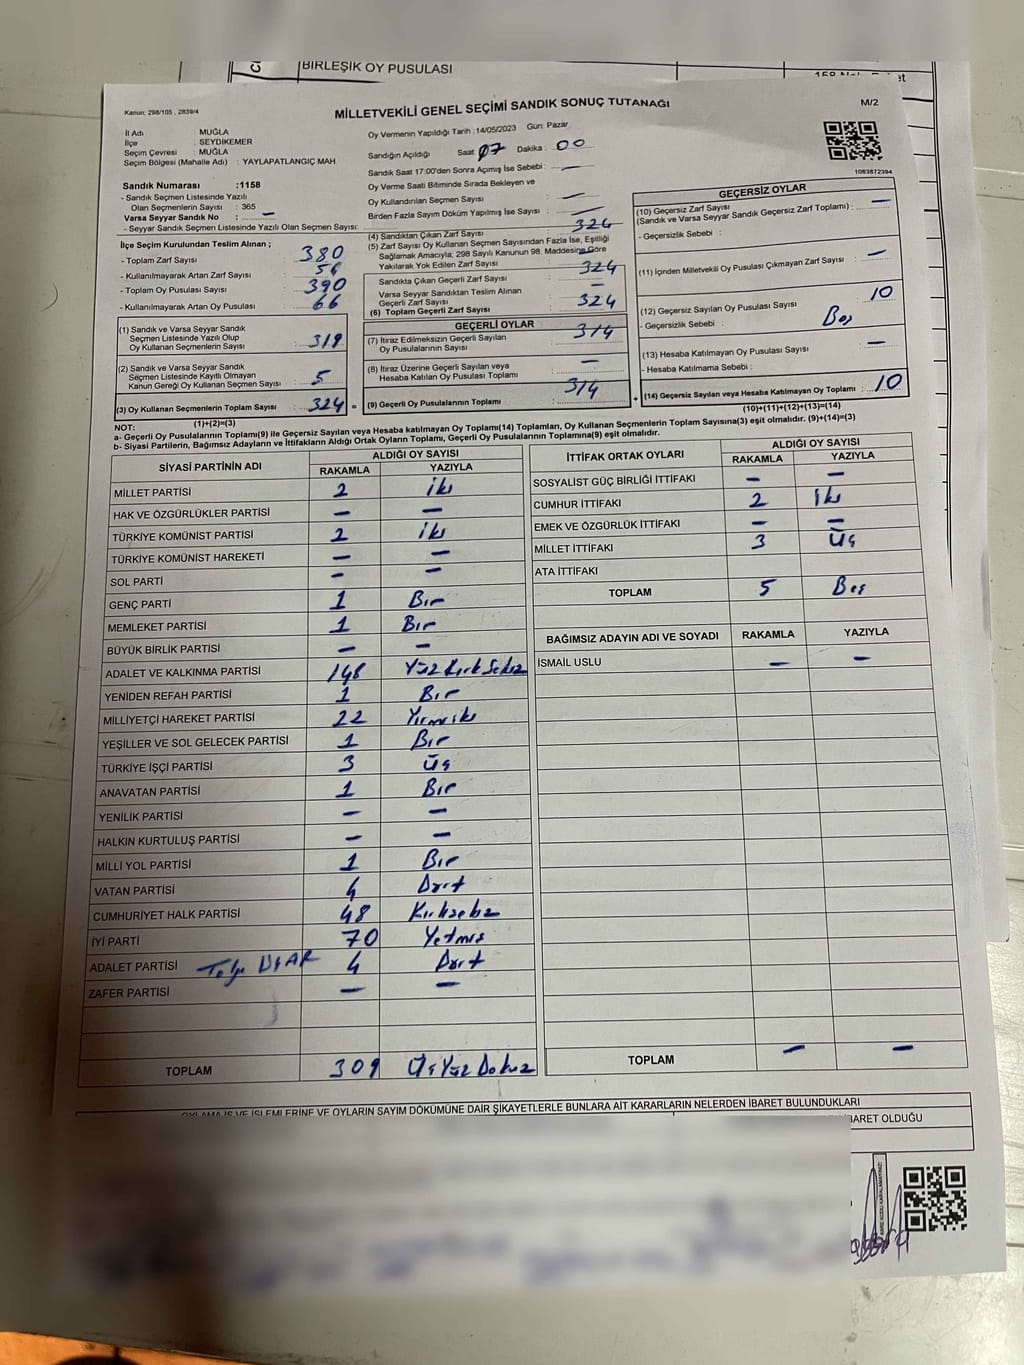 BİRLEŞİK OY PUSULASI
Kanun; 298/105 , 2839/4
MİLLETVEKİLİ GENEL SEÇİMİ SANDIK SONUÇ TUTANAĞI
M/2
İl Adı : MUĞLA
İlçe : SEYDİKEMER
Seçim Çevresi : MUĞLA
Seçim Bölgesi (Mahalle Adı) : YAYLAPATLANGIÇ MAH
Oy Vermenin Yapıldığı Tarih :14/05/2023 Gün: Pazar
Sandığın Açıldığı Saat 07 Dakika : 00
Sandık Saat 17:00'den Sonra Açımış İse Sebebi : —
Oy Verme Saati Bitiminde Sırada Bekleyen ve
Oy Kullandırılan Seçmen Sayısı : —
Birden Fazla Sayım Döküm Yapılmış İse Sayısı : —
1083872394
Sandık Numarası :1158
- Sandık Seçmen Listesinde Yazılı
Olan Seçmenlerin Sayısı : 365
Varsa Seyyar Sandık No : —
- Seyyar Sandık Seçmen Listesinde Yazılı Olan Seçmen Sayısı:
İlçe Seçim Kurulundan Teslim Alınan ;
- Toplam Zarf Sayısı : 380
- Kullanılmayarak Artan Zarf Sayısı : 56
- Toplam Oy Pusulası Sayısı : 390
- Kullanılmayarak Artan Oy Pusulası : 66
(1) Sandık ve Varsa Seyyar Sandık
Seçmen Listesinde Yazılı Olup
Oy Kullanan Seçmenlerin Sayısı : 319
(2) Sandık ve Varsa Seyyar Sandık
Seçmen Listesinde Kayıtlı Olmayan
Kanun Gereği Oy Kullanan Seçmen Sayısı : 5
(3) Oy Kullanan Seçmenlerin Toplam Sayısı : 324 =
(1)+(2)=(3)
(4) Sandıktan Çıkan Zarf Sayısı : 324
(5) Zarf Sayısı Oy Kullanan Seçmen Sayısından Fazla İse, Eşitliği
Sağlamak Amacıyla; 298 Sayılı Kanunun 98. Maddesine Göre
Yakılarak Yok Edilen Zarf Sayısı : —
Sandıkta Çıkan Geçerli Zarf Sayısı : 324
Varsa Seyyar Sandıktan Teslim Alınan
Geçerli Zarf Sayısı : —
(6) Toplam Geçerli Zarf Sayısı : 324
GEÇERLİ OYLAR
(7) İtiraz Edilmeksizin Geçerli Sayılan
Oy Pusulalarının Sayısı : 314
(8) İtiraz Üzerine Geçerli Sayılan veya
Hesaba Katılan Oy Pusulası Toplamı : —
(9) Geçerli Oy Pusulalarının Toplamı : 314 +
GEÇERSİZ OYLAR
(10) Geçersiz Zarf Sayısı
(Sandık ve Varsa Seyyar Sandık Geçersiz Zarf Toplamı) : —
- Geçersizlik Sebebi :
(11) İçinden Milletvekili Oy Pusulası Çıkmayan Zarf Sayısı : —
(12) Geçersiz Sayılan Oy Pusulası Sayısı : 10
- Geçersizlik Sebebi : Boş
(13) Hesaba Katılmayan Oy Pusulası Sayısı : —
- Hesaba Katılmama Sebebi :
(14) Geçersiz Sayılan veya Hesaba Katılmayan Oy Toplamı : 10
(10)+(11)+(12)+(13)=(14)
NOT:
a- Geçerli Oy Pusulalarının Toplamı(9) ile Geçersiz Sayılan veya Hesaba katılmayan Oy Toplamı(14) Toplamları, Oy Kullanan Seçmenlerin Toplam Sayısına(3) eşit olmalıdır. (9)+(14)=(3)
b- Siyasi Partilerin, Bağımsız Adayların ve İttifakların Aldığı Ortak Oyların Toplamı, Geçerli Oy Pusulalarının Toplamına(9) eşit olmalıdır.
SİYASİ PARTİNİN ADI ALDIĞI OY SAYISI
RAKAMLA YAZIYLA
MİLLET PARTİSİ 2 iki
HAK VE ÖZGÜRLÜKLER PARTİSİ — —
TÜRKİYE KOMÜNİST PARTİSİ 2 iki
TÜRKİYE KOMÜNİST HAREKETİ — —
SOL PARTİ — —
GENÇ PARTİ 1 Bir
MEMLEKET PARTİSİ 1 Bir
BÜYÜK BİRLİK PARTİSİ — —
ADALET VE KALKINMA PARTİSİ 148 Yüz Kırk Sekiz
YENİDEN REFAH PARTİSİ 1 Bir
MİLLİYETÇİ HAREKET PARTİSİ 22 Yirmi iki
YEŞİLLER VE SOL GELECEK PARTİSİ 1 Bir
TÜRKİYE İŞÇİ PARTİSİ 3 üç
ANAVATAN PARTİSİ 1 Bir
YENİLİK PARTİSİ — —
HALKIN KURTULUŞ PARTİSİ — —
MİLLİ YOL PARTİSİ 1 Bir
VATAN PARTİSİ 4 Dört
CUMHURİYET HALK PARTİSİ 48 Kırksekiz
İYİ PARTİ 70 Yetmiş
ADALET PARTİSİ 4 Dört
ZAFER PARTİSİ — —
TOPLAM 309 Üç Yüz Dokuz
İTTİFAK ORTAK OYLARI ALDIĞI OY SAYISI
RAKAMLA YAZIYLA
SOSYALİST GÜÇ BİRLİĞİ İTTİFAKI — —
CUMHUR İTTİFAKI 2 iki
EMEK VE ÖZGÜRLÜK İTTİFAKI — —
MİLLET İTTİFAKI 3 Üç
ATA İTTİFAKI
TOPLAM 5 Beş
BAĞIMSIZ ADAYIN ADI VE SOYADI RAKAMLA YAZIYLA
İSMAİL USLU — —
TOPLAM — —
OYLAMA İŞ VE İŞLEMLERİNE VE OYLARIN SAYIM DÖKÜMÜNE DAİR ŞİKAYETLERLE BUNLARA AİT KARARLARIN NELERDEN İBARET BULUNDUKLARI
İBARET OLDUĞU